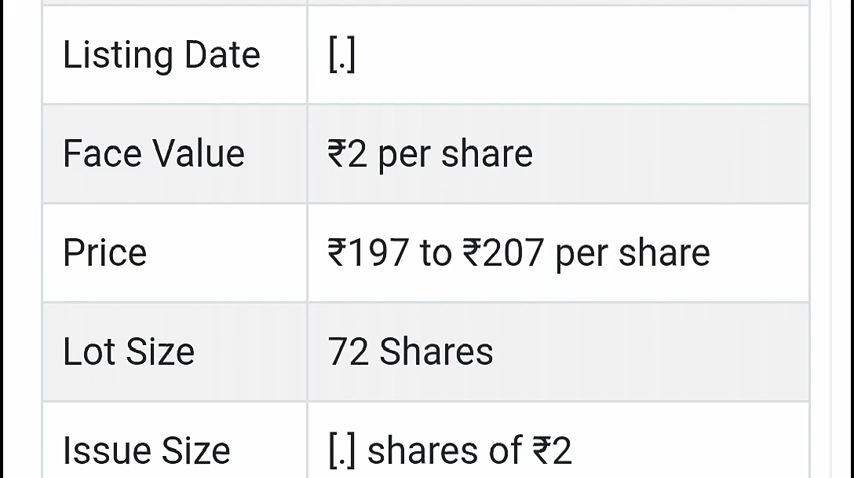 Listing Date [.]
Face Value ₹2 per share
Price ₹197 to ₹207 per share
Lot Size 72 Shares
Issue Size [.] shares of ₹2